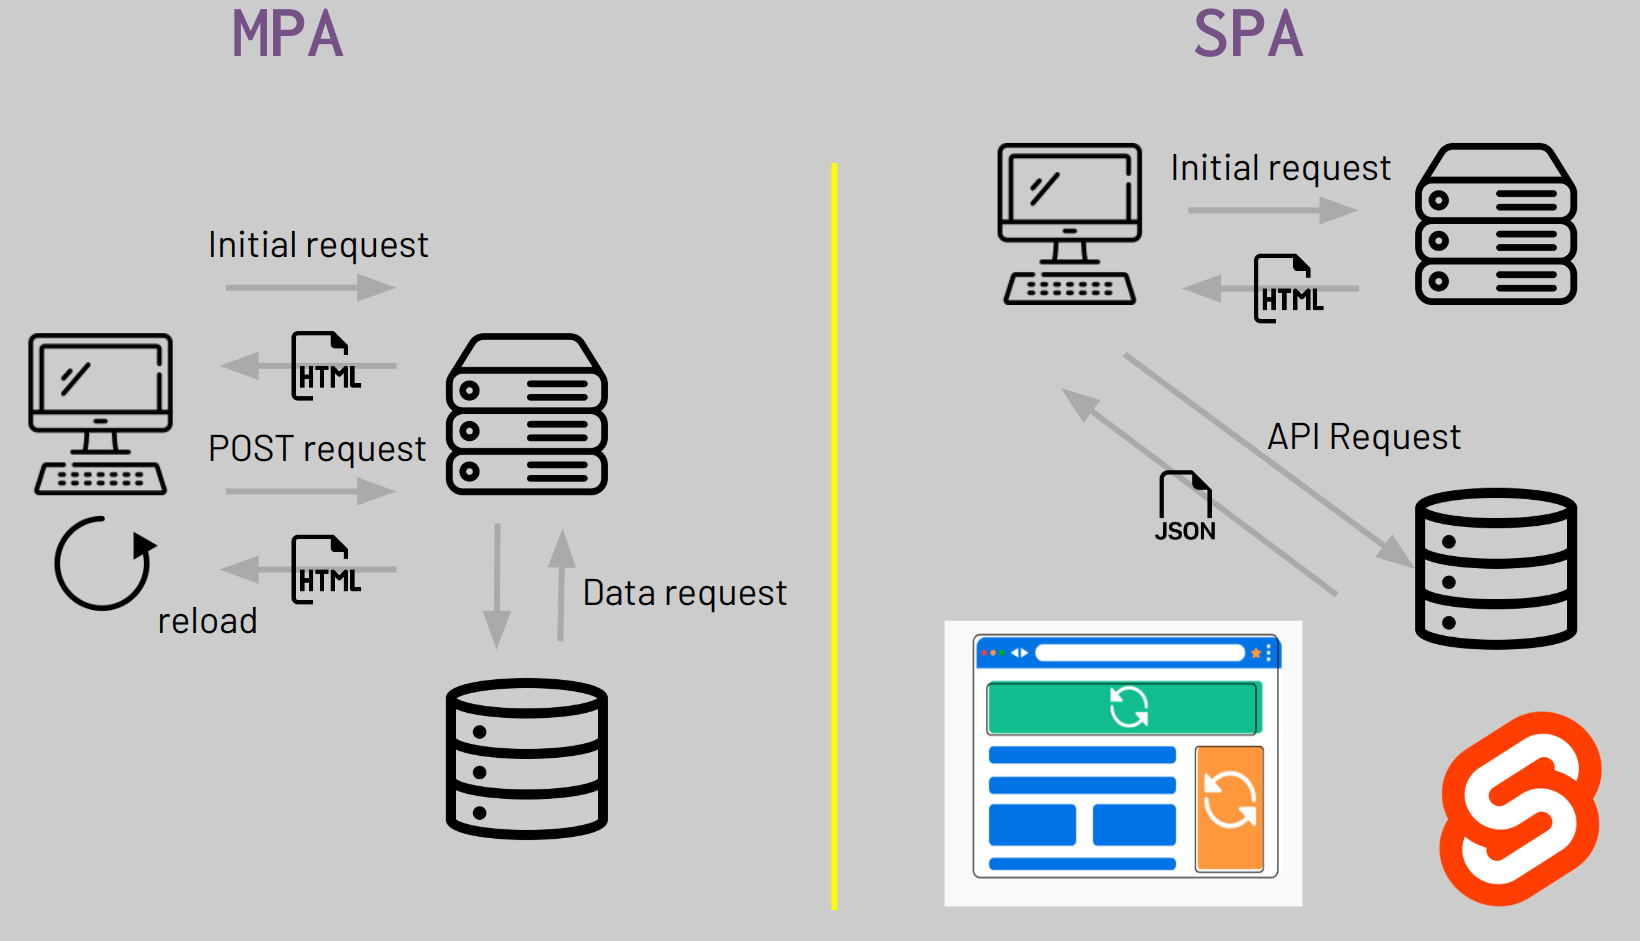 MPA
Initial request
HTML
POST request
HTML
reload
Data request
SPA
Initial request
HTML
API Request
JSON